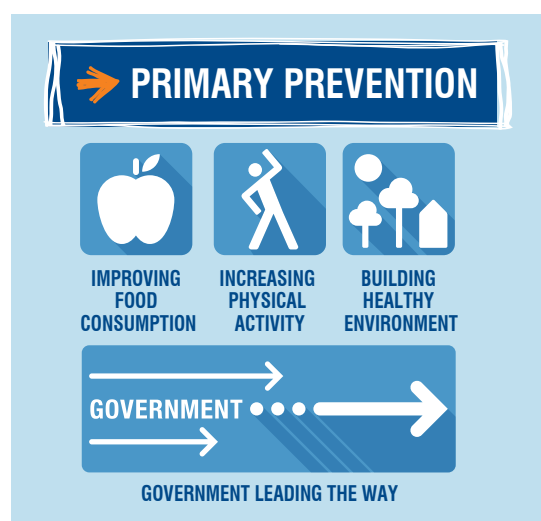 PRIMARY PREVENTION
IMPROVING
FOOD
CONSUMPTION
INCREASING
PHYSICAL
ACTIVITY
BUILDING
HEALTHY
ENVIRONMENT
GOVERNMENT
GOVERNMENT LEADING THE WAY